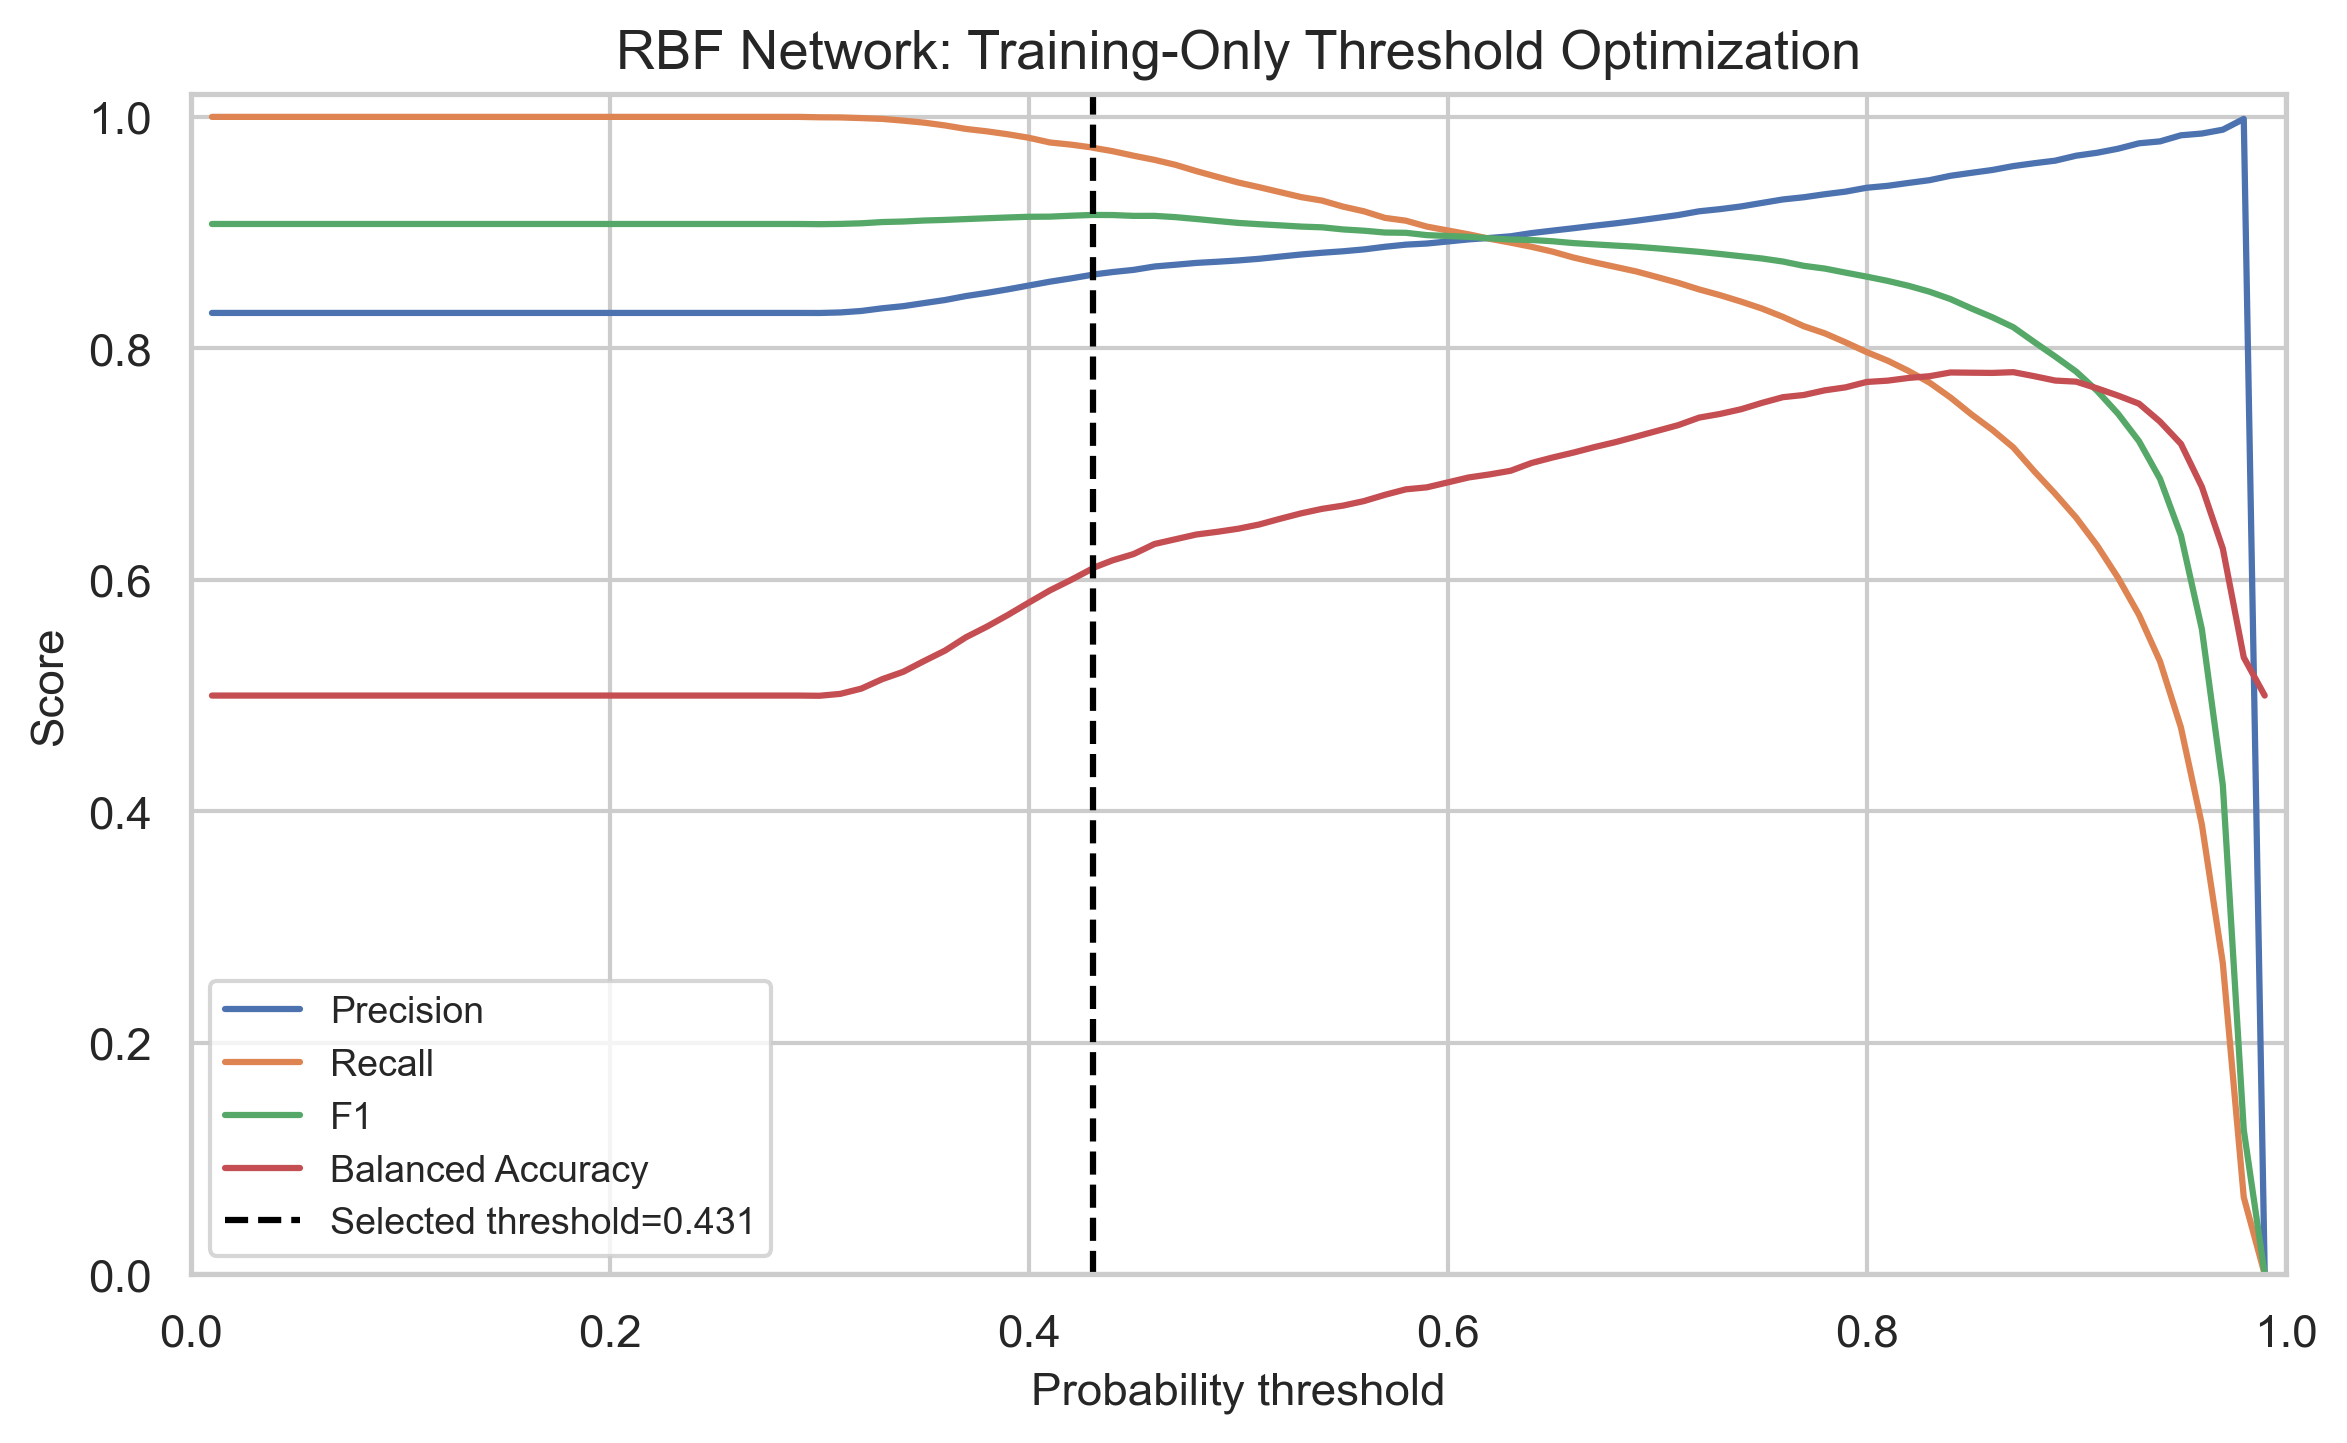 RBF Network: Training-Only Threshold Optimization
1.0
0.8
0.6
0.4
0.2
0.0
Score
Precision
Recall
F1
Balanced Accuracy
Selected threshold=0.431
0.0 0.2 0.4 0.6 0.8 1.0
Probability threshold